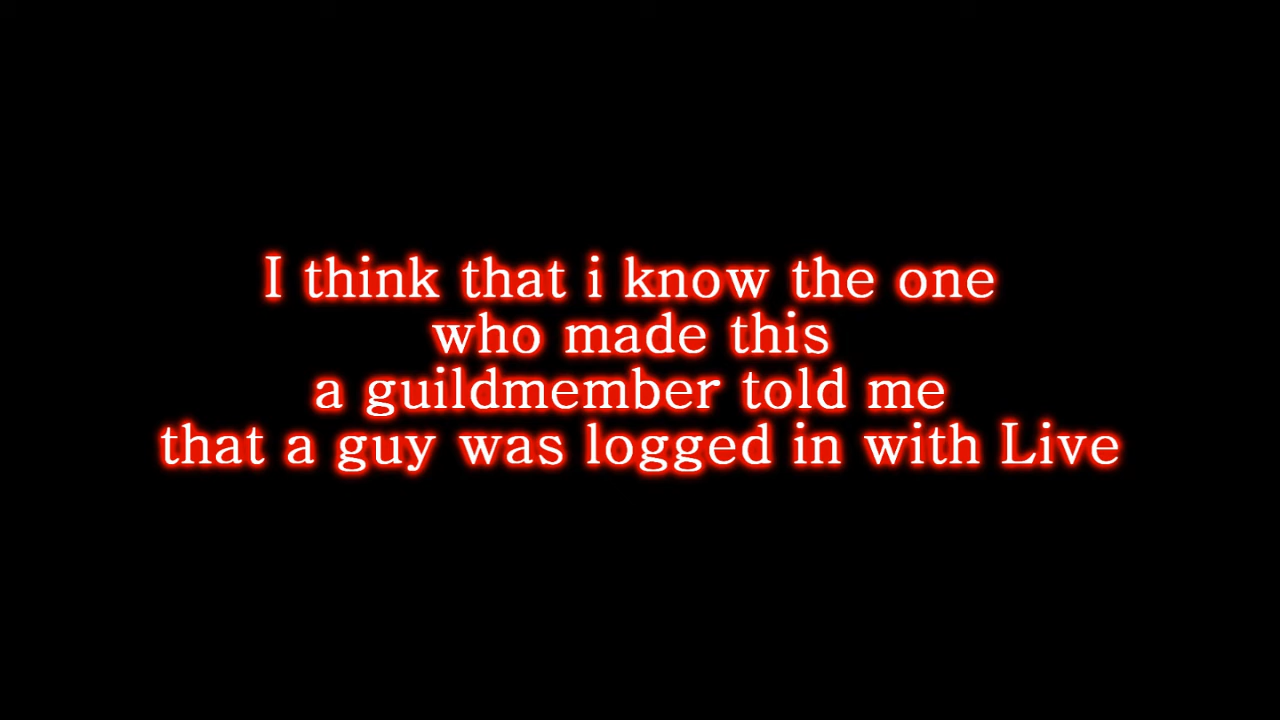 I think that i know the one
who made this
a guildmember told me
that a guy was logged in with Live